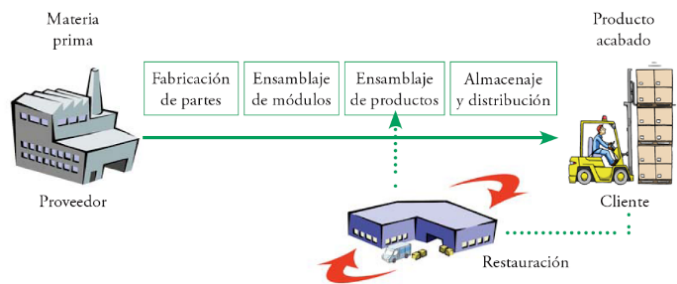 Materia
prima
Producto
acabado
Fabricación
de partes
Ensamblaje
de módulos
Ensamblaje
de productos
Almacenaje
y distribución
Proveedor
Cliente
Restauración